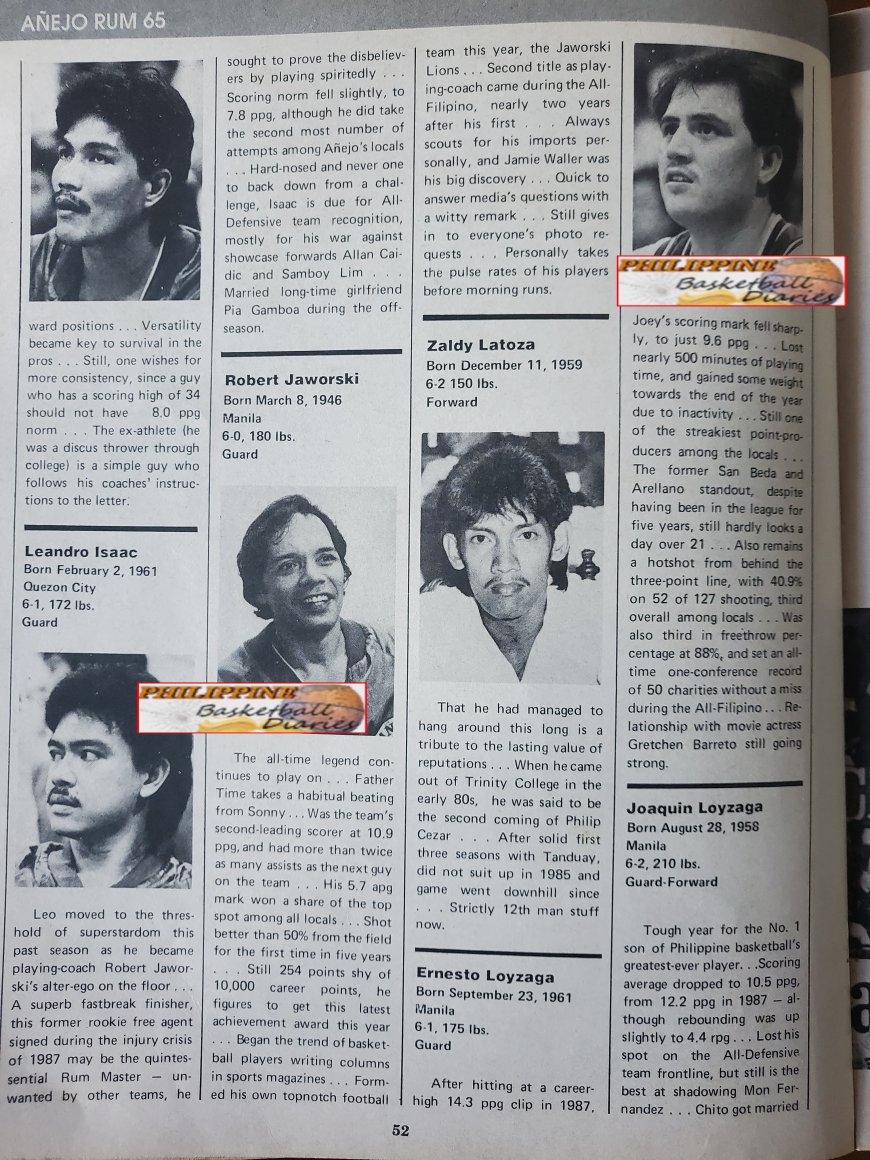 AÑEJO RUM 65
ward positions . . . Versatility
became key to survival in the
pros . . . Still, one wishes for
more consistency, since a guy
who has a scoring high of 34
should not have 8.0 ppg
norm . . . The ex-athlete (he
was a discus thrower through
college) is a simple guy who
follows his coaches' instruc-
tions to the letter.
Leandro Isaac
Born February 2, 1961
Quezon City
6-1, 172 lbs.
Guard
Leo moved to the thres-
hold of superstardom this
past season as he became
playing-coach Robert Jawor-
ski's alter-ego on the floor . . .
A superb fastbreak finisher,
this former rookie free agent
signed during the injury crisis
of 1987 may be the quintes-
sential Rum Master — un-
wanted by other teams, he
sought to prove the disbeliev-
ers by playing spiritedly . . .
Scoring norm fell slightly, to
7.8 ppg, although he did take
the second most number of
attempts among Añejo's locals
. . . Hard-nosed and never one
to back down from a chal-
lenge, Isaac is due for All-
Defensive team recognition,
mostly for his war against
showcase forwards Allan Cai-
dic and Samboy Lim . . .
Married long-time girlfriend
Pia Gamboa during the off-
season.
Robert Jaworski
Born March 8, 1946
Manila
6-0, 180 lbs.
Guard
PHILIPPINE
Basketball
Diaries
The all-time legend con-
tinues to play on . . . Father
Time takes a habitual beating
from Sonny . . . Was the team's
second-leading scorer at 10.9
ppg, and had more than twice
as many assists as the next guy
on the team . . . His 5.7 apg
mark won a share of the top
spot among all locals . . . Shot
better than 50% from the field
for the first time in five years
. . . Still 254 points shy of
10,000 career points, he
figures to get this latest
achievement award this year
. . . Began the trend of basket-
ball players writing columns
in sports magazines . . . Form-
ed his own topnotch football
team this year, the Jaworski
Lions . . . Second title as play-
ing-coach came during the All-
Filipino, nearly two years
after his first . . . Always
scouts for his imports per-
sonally, and Jamie Waller was
his big discovery . . . Quick to
answer media's questions with
a witty remark . . . Still gives
in to everyone's photo re-
quests . . . Personally takes
the pulse rates of his players
before morning runs.
Zaldy Latoza
Born December 11, 1959
6-2 150 lbs.
Forward
That he had managed to
hang around this long is a
tribute to the lasting value of
reputations . . . When he came
out of Trinity College in the
early 80s, he was said to be
the second coming of Philip
Cezar . . . After solid first
three seasons with Tanduay,
did not suit up in 1985 and
game went downhill since
. . . Strictly 12th man stuff
now.
Ernesto Loyzaga
Born September 23, 1961
Manila
6-1, 175 lbs.
Guard
After hitting at a career-
high 14.3 ppg clip in 1987,
PHILIPPINE
Basketball
Diaries
Joey's scoring mark fell sharp-
ly, to just 9.6 ppg . . . Lost
nearly 500 minutes of playing
time, and gained some weight
towards the end of the year
due to inactivity . . . Still one
of the streakiest point-pro-
ducers among the locals . . .
The former San Beda and
Arellano standout, despite
having been in the league for
five years, still hardly looks a
day over 21 . . . Also remains
a hotshot from behind the
three-point line, with 40.9%
on 52 of 127 shooting, third
overall among locals . . . Was
also third in freethrow per-
centage at 88%, and set an all-
time one-conference record
of 50 charities without a miss
during the All-Filipino . . . Re-
lationship with movie actress
Gretchen Barreto still going
strong.
Joaquin Loyzaga
Born August 28, 1958
Manila
6-2, 210 lbs.
Guard-Forward
Tough year for the No. 1
son of Philippine basketball's
greatest-ever player. . .Scoring
average dropped to 10.5 ppg,
from 12.2 ppg in 1987 — al-
though rebounding was up
slightly to 4.4 rpg . . . Lost his
spot on the All-Defensive
team frontline, but still is the
best at shadowing Mon Fer-
nandez . . . Chito got married
52